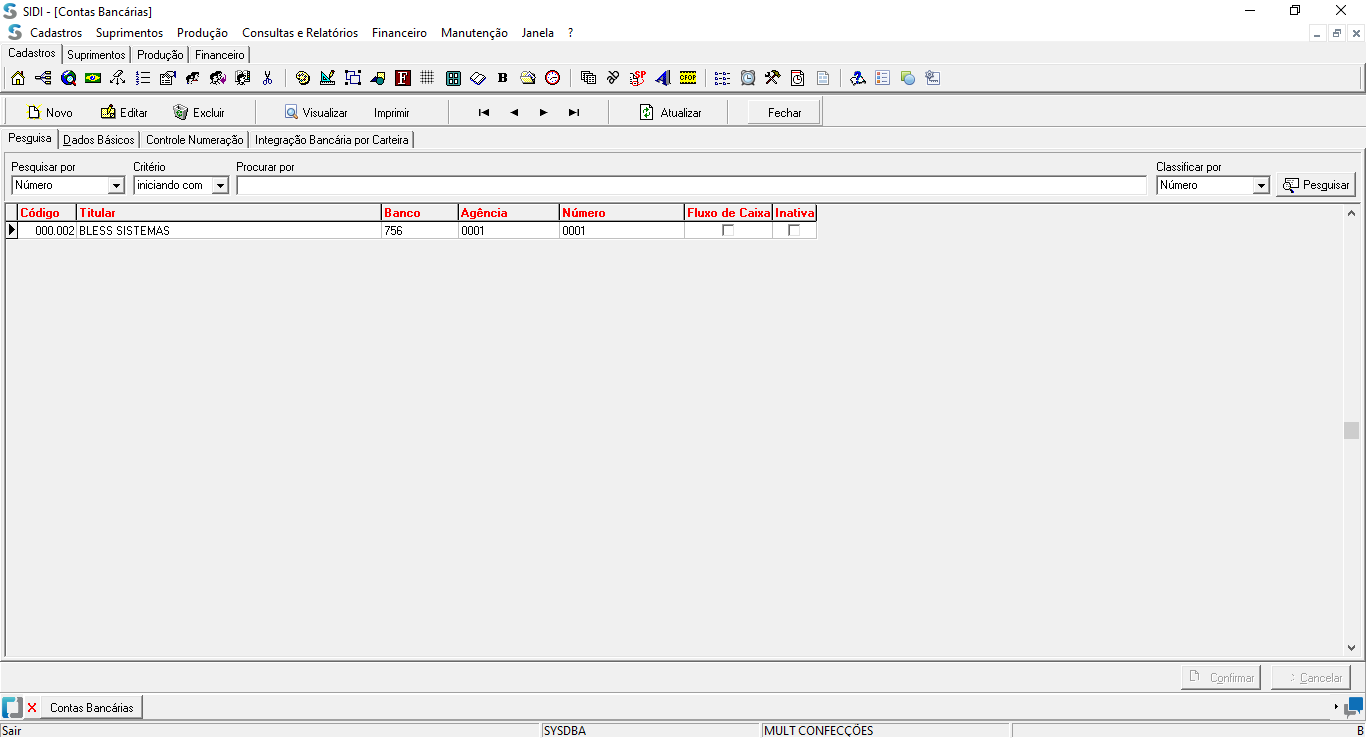 SIDI - [Contas Bancárias]
Cadastros Suprimentos Produção Consultas e Relatórios Financeiro Manutenção Janela ?
Cadastros Suprimentos Produção Financeiro
F B SP CFOP
Novo Editar Excluir Visualizar Imprimir Atualizar Fechar
Pesquisa Dados Básicos Controle Numeração Integração Bancária por Carteira
Pesquisar por Critério Procurar por Classificar por
Número iniciando com Número Pesquisar
Código Titular Banco Agência Número Fluxo de Caixa Inativa
000.002 BLESS SISTEMAS 756 0001 0001
Confirmar Cancelar
Contas Bancárias
Sair SYSDBA MULT CONFECÇÕES B